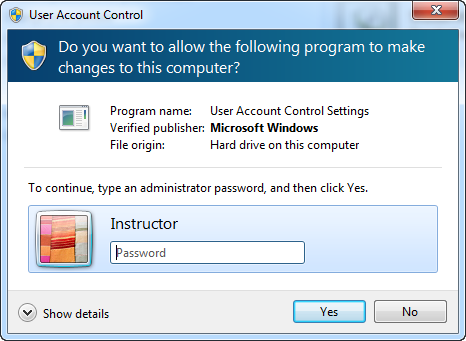 User Account Control
Do you want to allow the following program to make
changes to this computer?
Program name: User Account Control Settings
Verified publisher: Microsoft Windows
File origin: Hard drive on this computer
To continue, type an administrator password, and then click Yes.
Instructor
Password
Show details
Yes
No